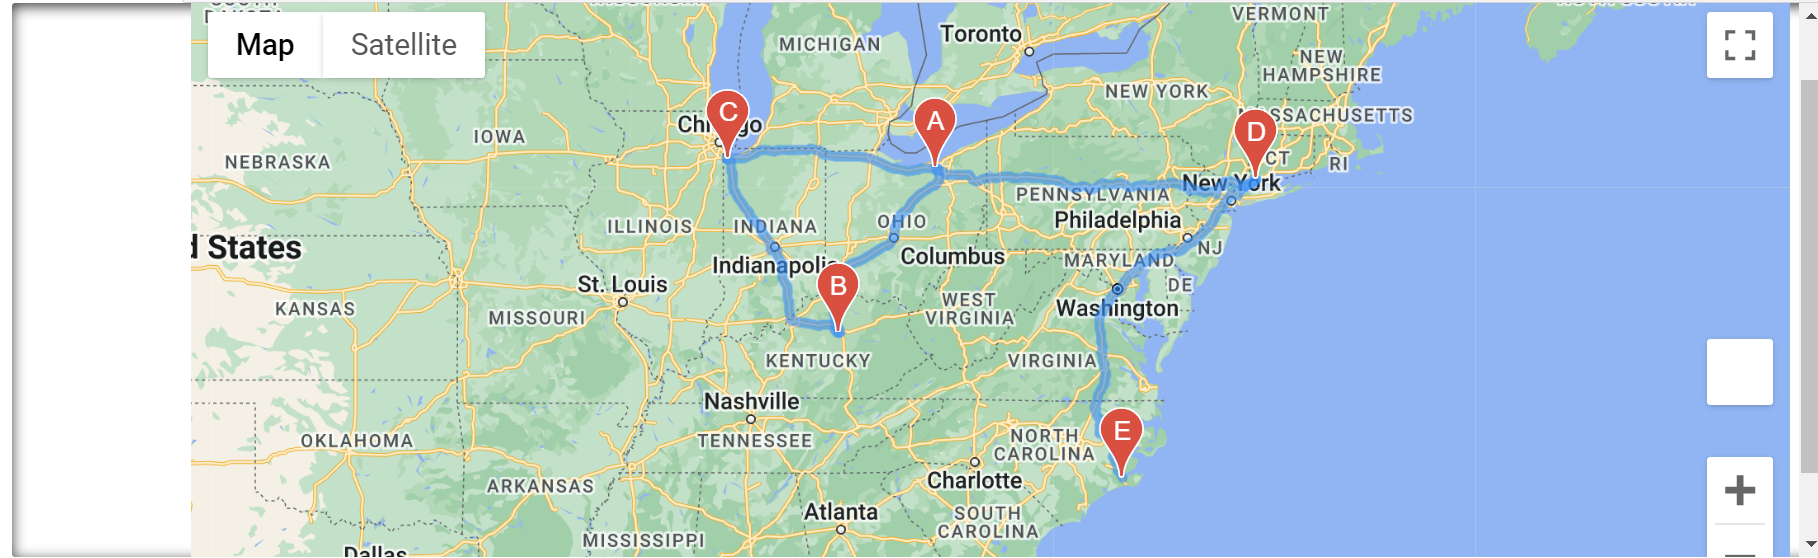 Map
Satellite
MICHIGAN
Toronto
VERMONT
NEW
HAMPSHIRE
NEW YORK
IOWA
NEBRASKA
CT
RI
New York
PENNSYLVANIA
Philadelphia
ILLINOIS
INDIANA
OHIO
NJ
d States
Indianapolis
Columbus
MARYLAND
St. Louis
DE
WEST
VIRGINIA
Washington
KANSAS
MISSOURI
KENTUCKY
VIRGINIA
Nashville
TENNESSEE
OKLAHOMA
NORTH
CAROLINA
Charlotte
ARKANSAS
Atlanta
SOUTH
CAROLINA
MISSISSIPPI
Dallas
A
B
C
D
E